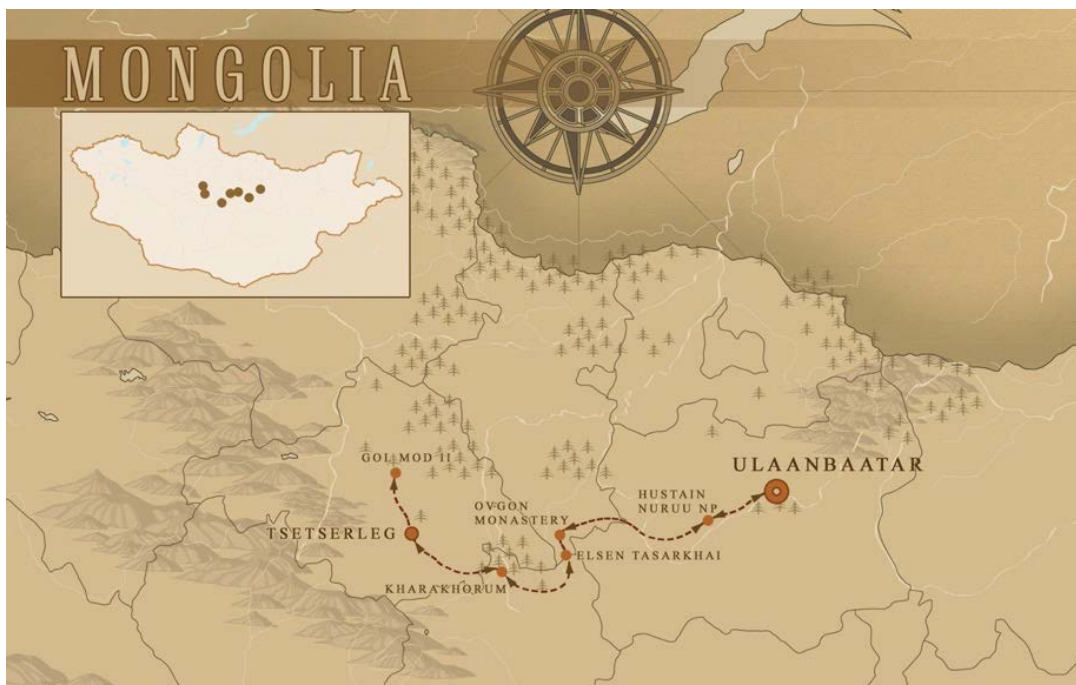 MONGOLIA
GOL MOD II
ULAANBAATAR
TSETSERLEG
OVGON
MONASTERY
HUSTAIN
NURUU NP
ELSEN TASARKHAI
KHARAKHORUM